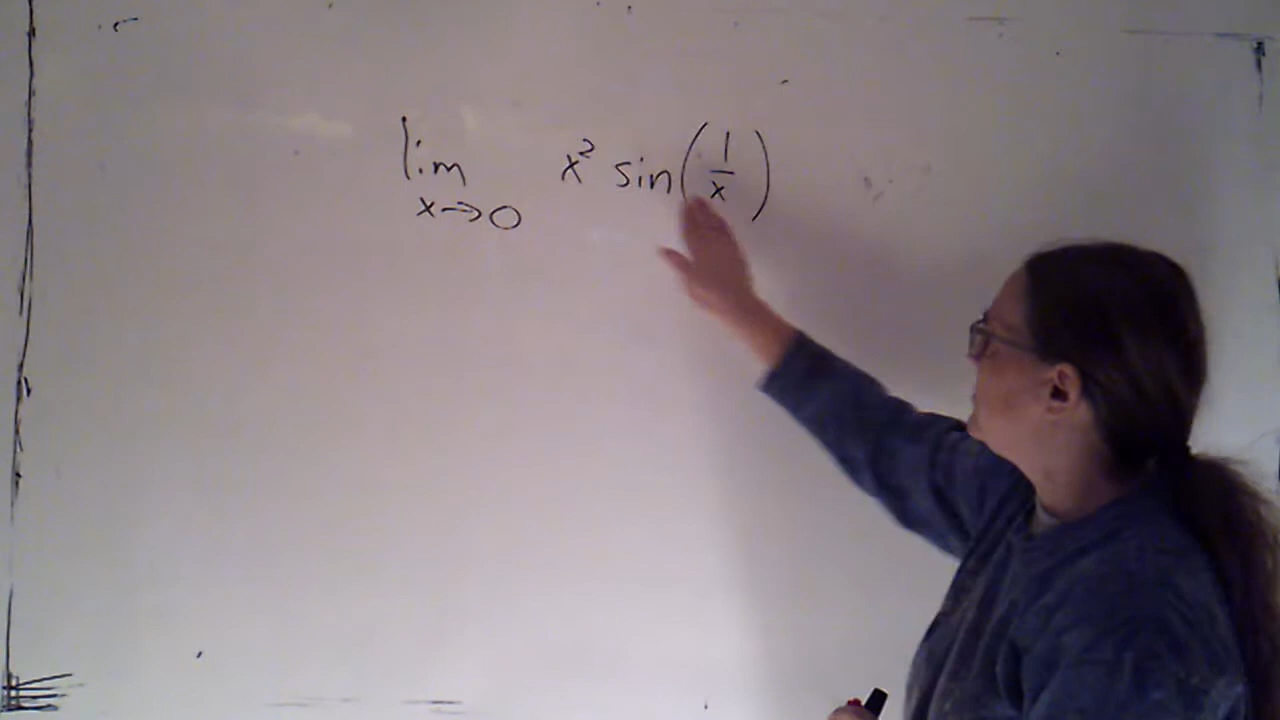 lim x² sin(1/x)
x→0